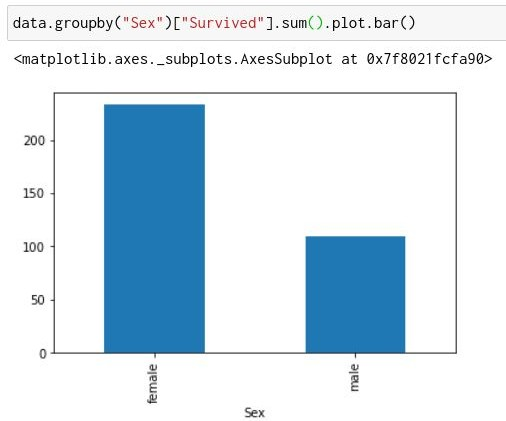 data.groupby("Sex")["Survived"].sum().plot.bar()
<matplotlib.axes._subplots.AxesSubplot at 0x7f8021fcfa90>
200
150
100
50
0
female
male
Sex